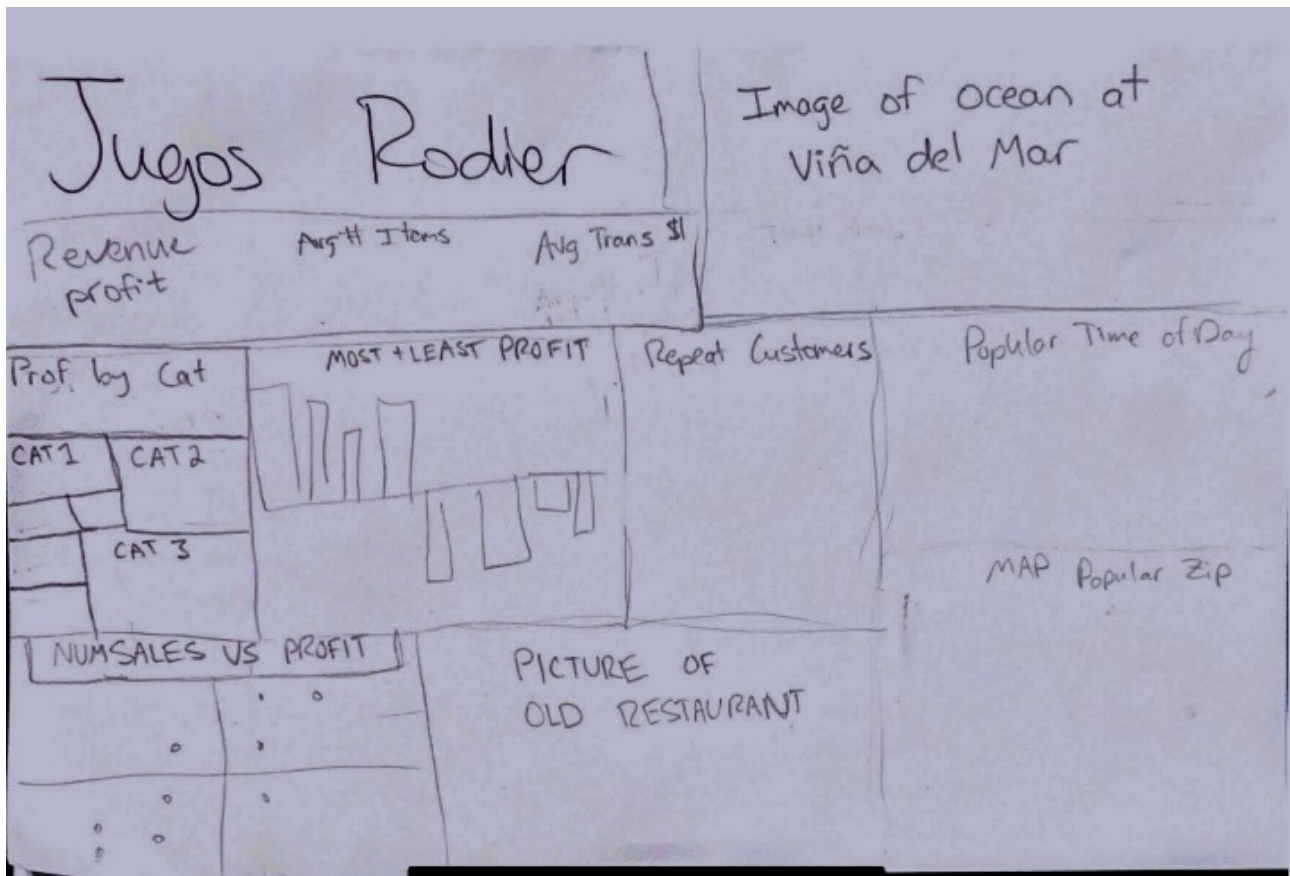 Jugos Rodier
Image of ocean at
Viña del Mar
Revenue
profit
Avg # Items
Avg Trans $
Prof. by Cat
CAT 1
CAT 2
CAT 3
MOST + LEAST PROFIT
Repeat Customers
Popular Time of Day
MAP Popular Zip
NUMSALES VS PROFIT
PICTURE OF
OLD RESTAURANT